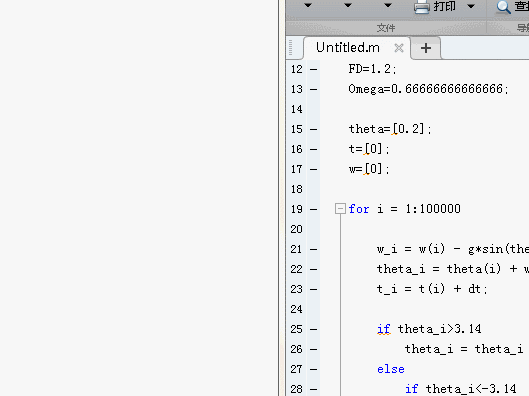 打印 查
文件
Untitled.m
12 — FD=1.2;
13 — Omega=0.66666666666666;
14
15 — theta=[0.2];
16 — t=[0];
17 — w=[0];
18
19 — for i = 1:100000
20
21 — w_i = w(i) - g*sin(the
22 — theta_i = theta(i) + w
23 — t_i = t(i) + dt;
24
25 — if theta_i>3.14
26 — theta_i = theta_i
27 — else
28 — if theta_i<-3.14